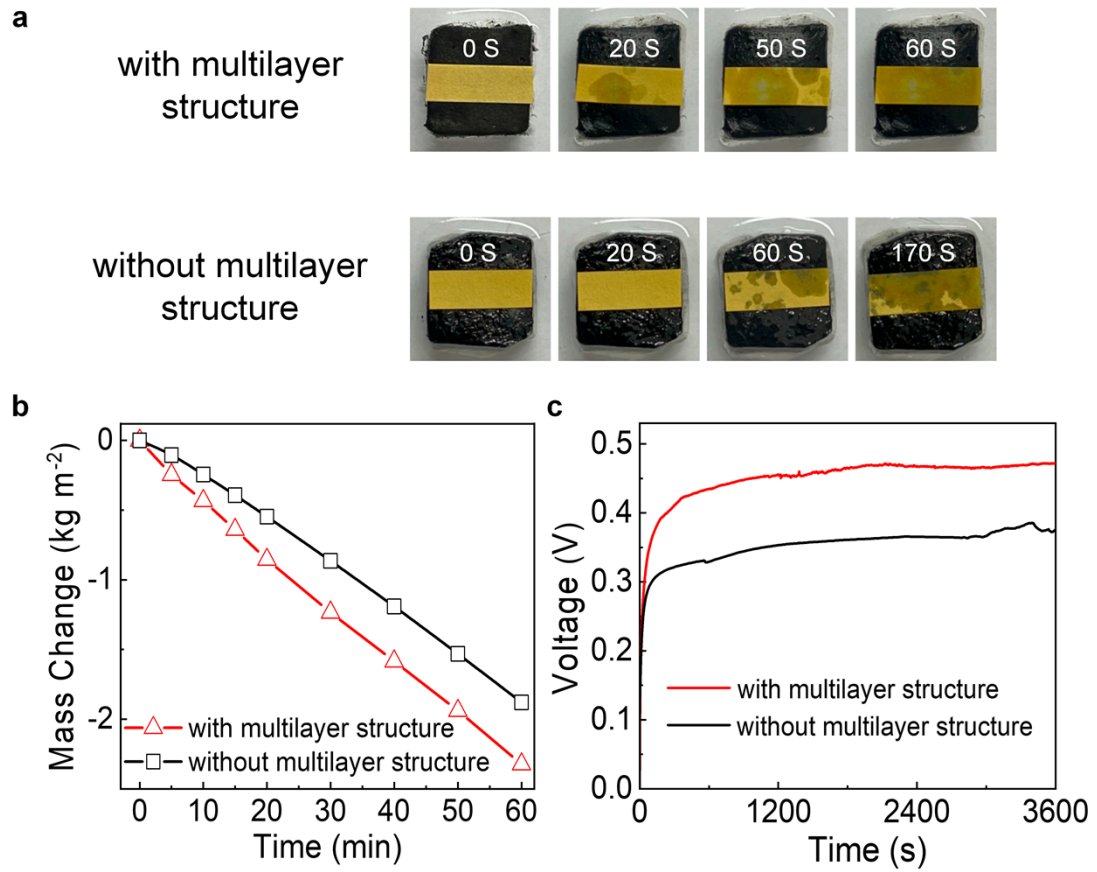 a
with multilayer
structure
0 S
20 S
50 S
60 S
without multilayer
structure
0 S
20 S
60 S
170 S
b
Mass Change (kg m⁻²)
0
-1
-2
with multilayer structure
without multilayer structure
0 10 20 30 40 50 60
Time (min)
c
Voltage (V)
0.5
0.4
0.3
0.2
0.1
0.0
with multilayer structure
without multilayer structure
0 1200 2400 3600
Time (s)